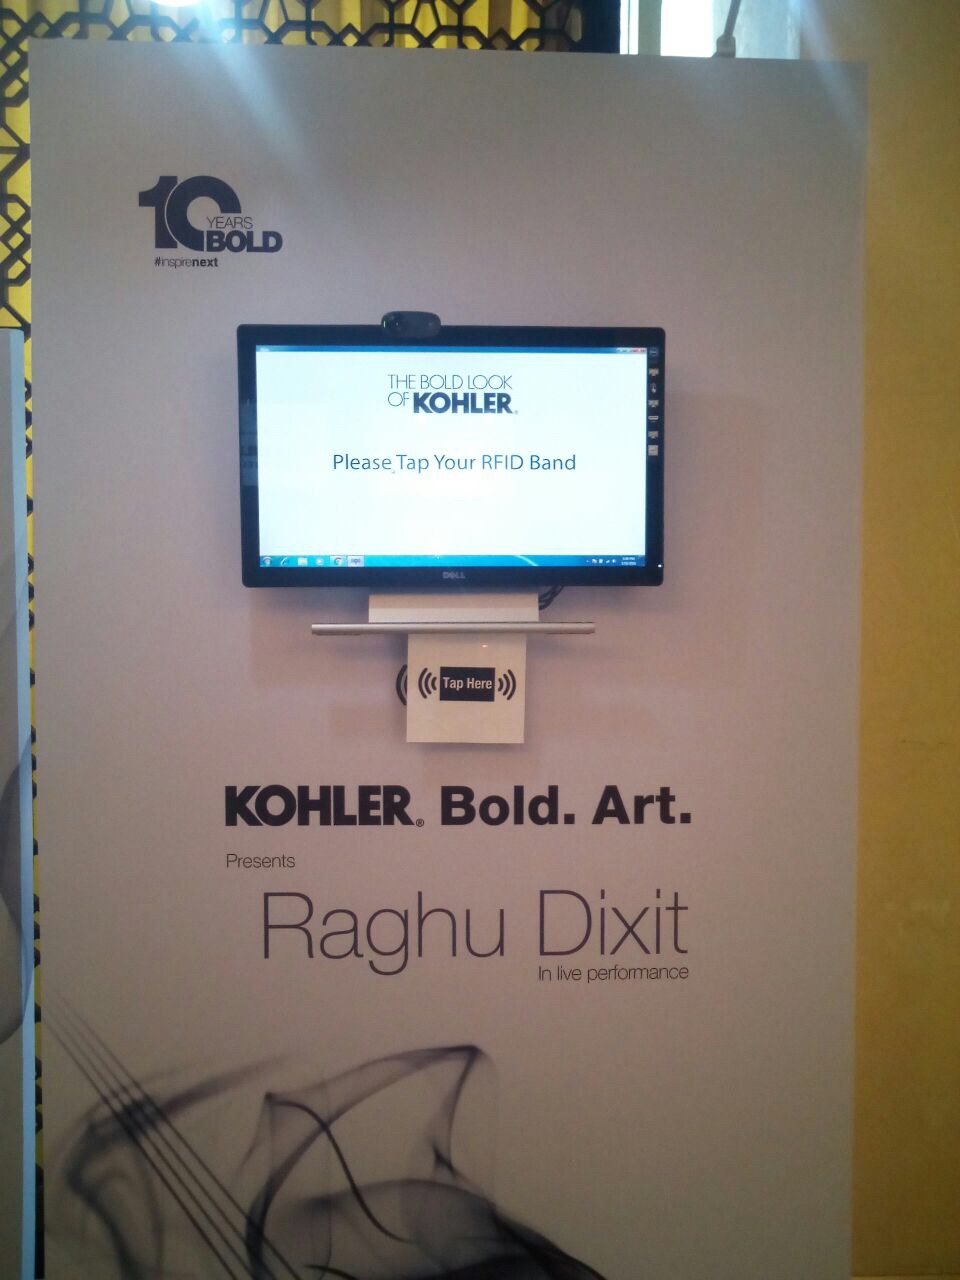 10
YEARS
BOLD
#inspirenext
THE BOLD LOOK
OF KOHLER®
Please Tap Your RFID Band
DELL
Tap Here
KOHLER® Bold. Art.
Presents
Raghu Dixit
In live performance